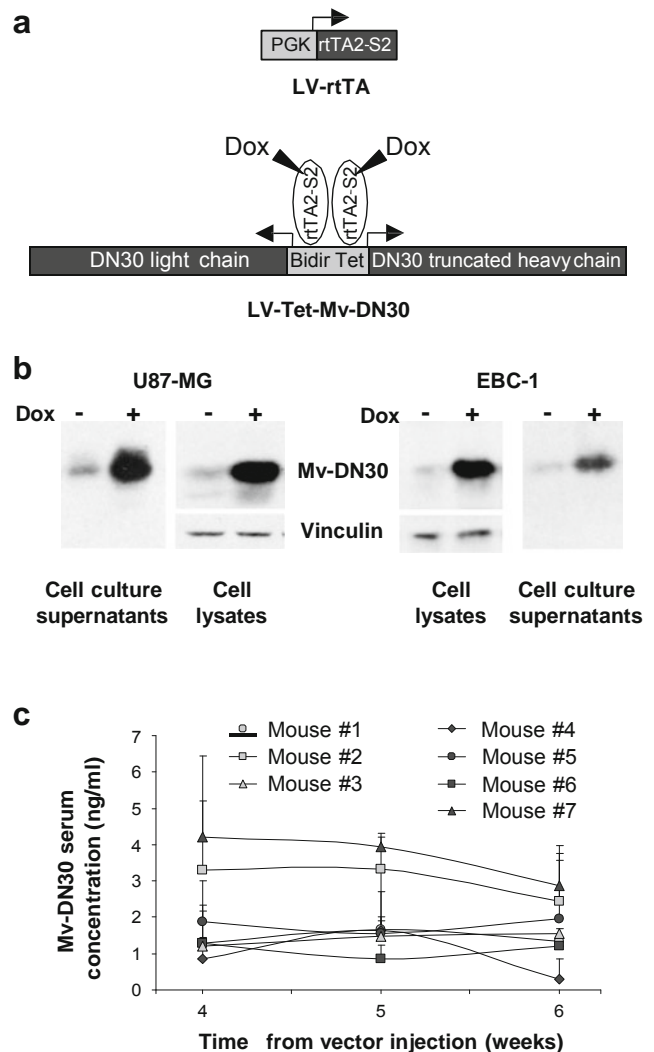 a
PGK rtTA2-S2
LV-rtTA
Dox Dox
rtTA2-S2 rtTA2-S2
DN30 light chain Bidir Tet DN30 truncated heavy chain
LV-Tet-Mv-DN30
b
U87-MG EBC-1
Dox - + - + Dox - + - +
Mv-DN30
Vinculin
Cell culture supernatants
Cell lysates
Cell lysates
Cell culture supernatants
c
Mv-DN30 serum
concentration (ng/ml)
7
6
5
4
3
2
1
0
Mouse #1
Mouse #2
Mouse #3
Mouse #4
Mouse #5
Mouse #6
Mouse #7
4 5 6
Time from vector injection (weeks)